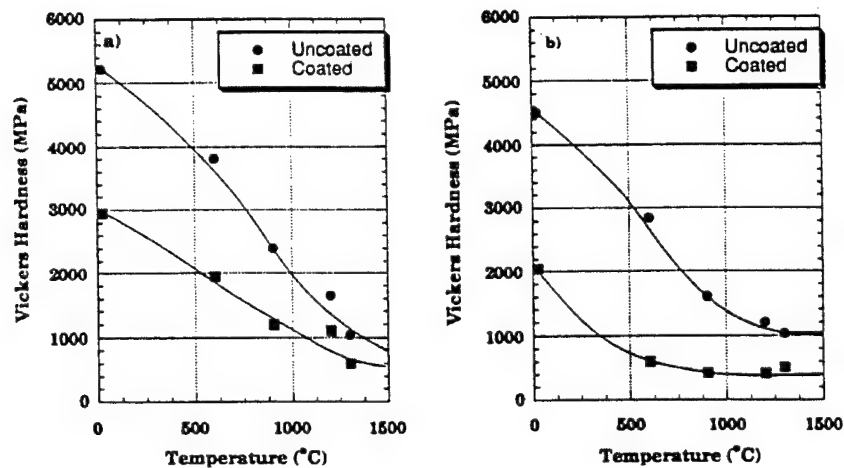 a)
Uncoated
Coated
6000
5000
4000
3000
2000
1000
0
0 500 1000 1500
Temperature (°C)
Vickers Hardness (MPa)
b)
Uncoated
Coated
6000
5000
4000
3000
2000
1000
0
0 500 1000 1500
Temperature (°C)
Vickers Hardness (MPa)